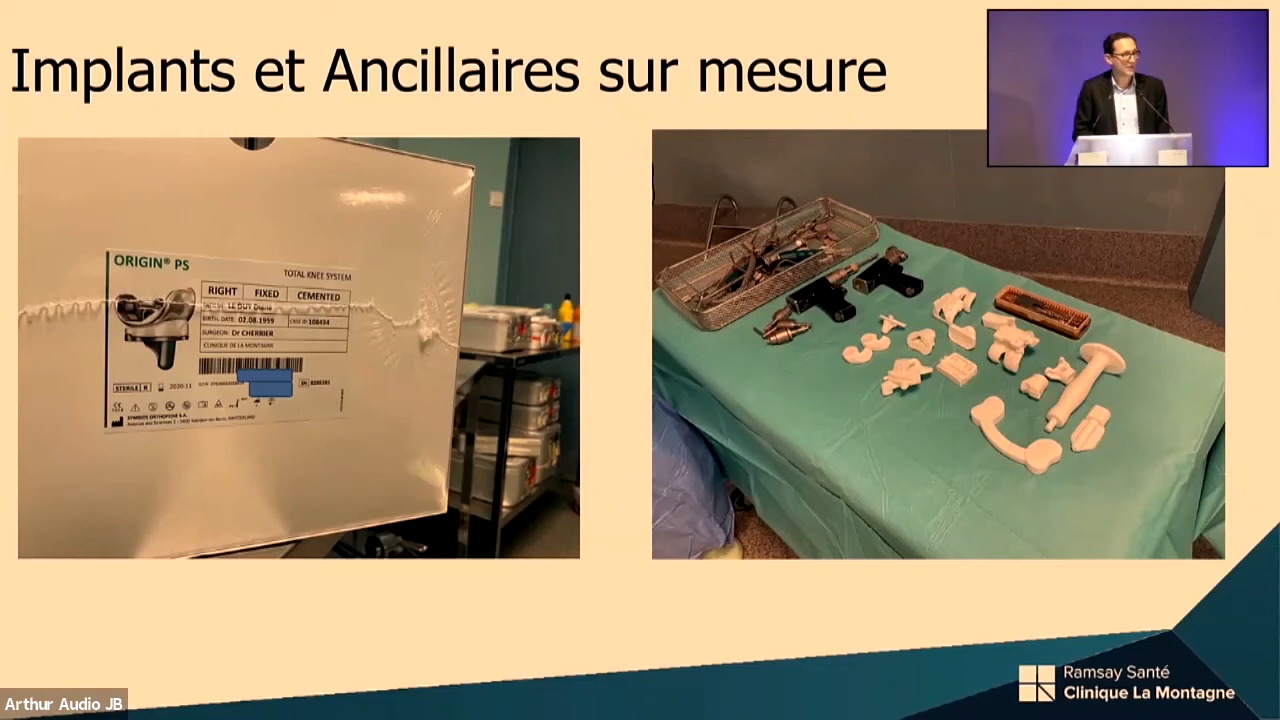 Implants et Ancillaires sur mesure
ORIGIN® PS
TOTAL KNEE SYSTEM
RIGHT FIXED CEMENTED
BIRTH. DATE: 02.08.1959 CASE ID 108494
SURGEON: Dr CHERRIER
CLINIQUE DE LA MONTAGNE
STERILE R 2020-11
SN
SYMBIOS ORTHOPEDIE S.A.
Ramsay Santé
Clinique La Montagne
Arthur Audio JB